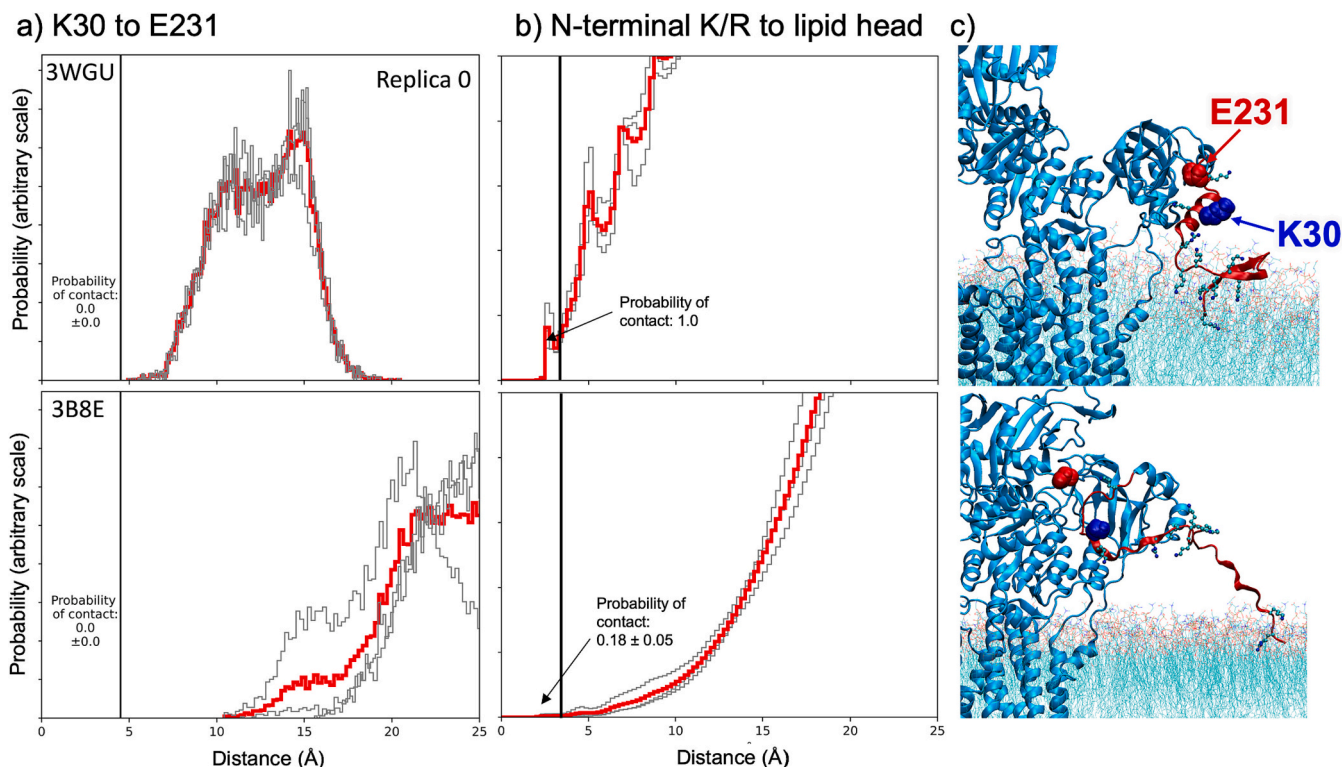 a) K30 to E231
b) N-terminal K/R to lipid head
c)
3WGU
Replica 0
Probability (arbitrary scale)
Probability
of contact:
0.0
±0.0
Probability of
contact: 1.0
E231
K30
3B8E
Probability (arbitrary scale)
Probability
of contact:
0.0
±0.0
Probability of
contact:
0.18 ± 0.05
0 5 10 15 20 25
0 5 10 15 20 25
Distance (Å)
Distance (Å)